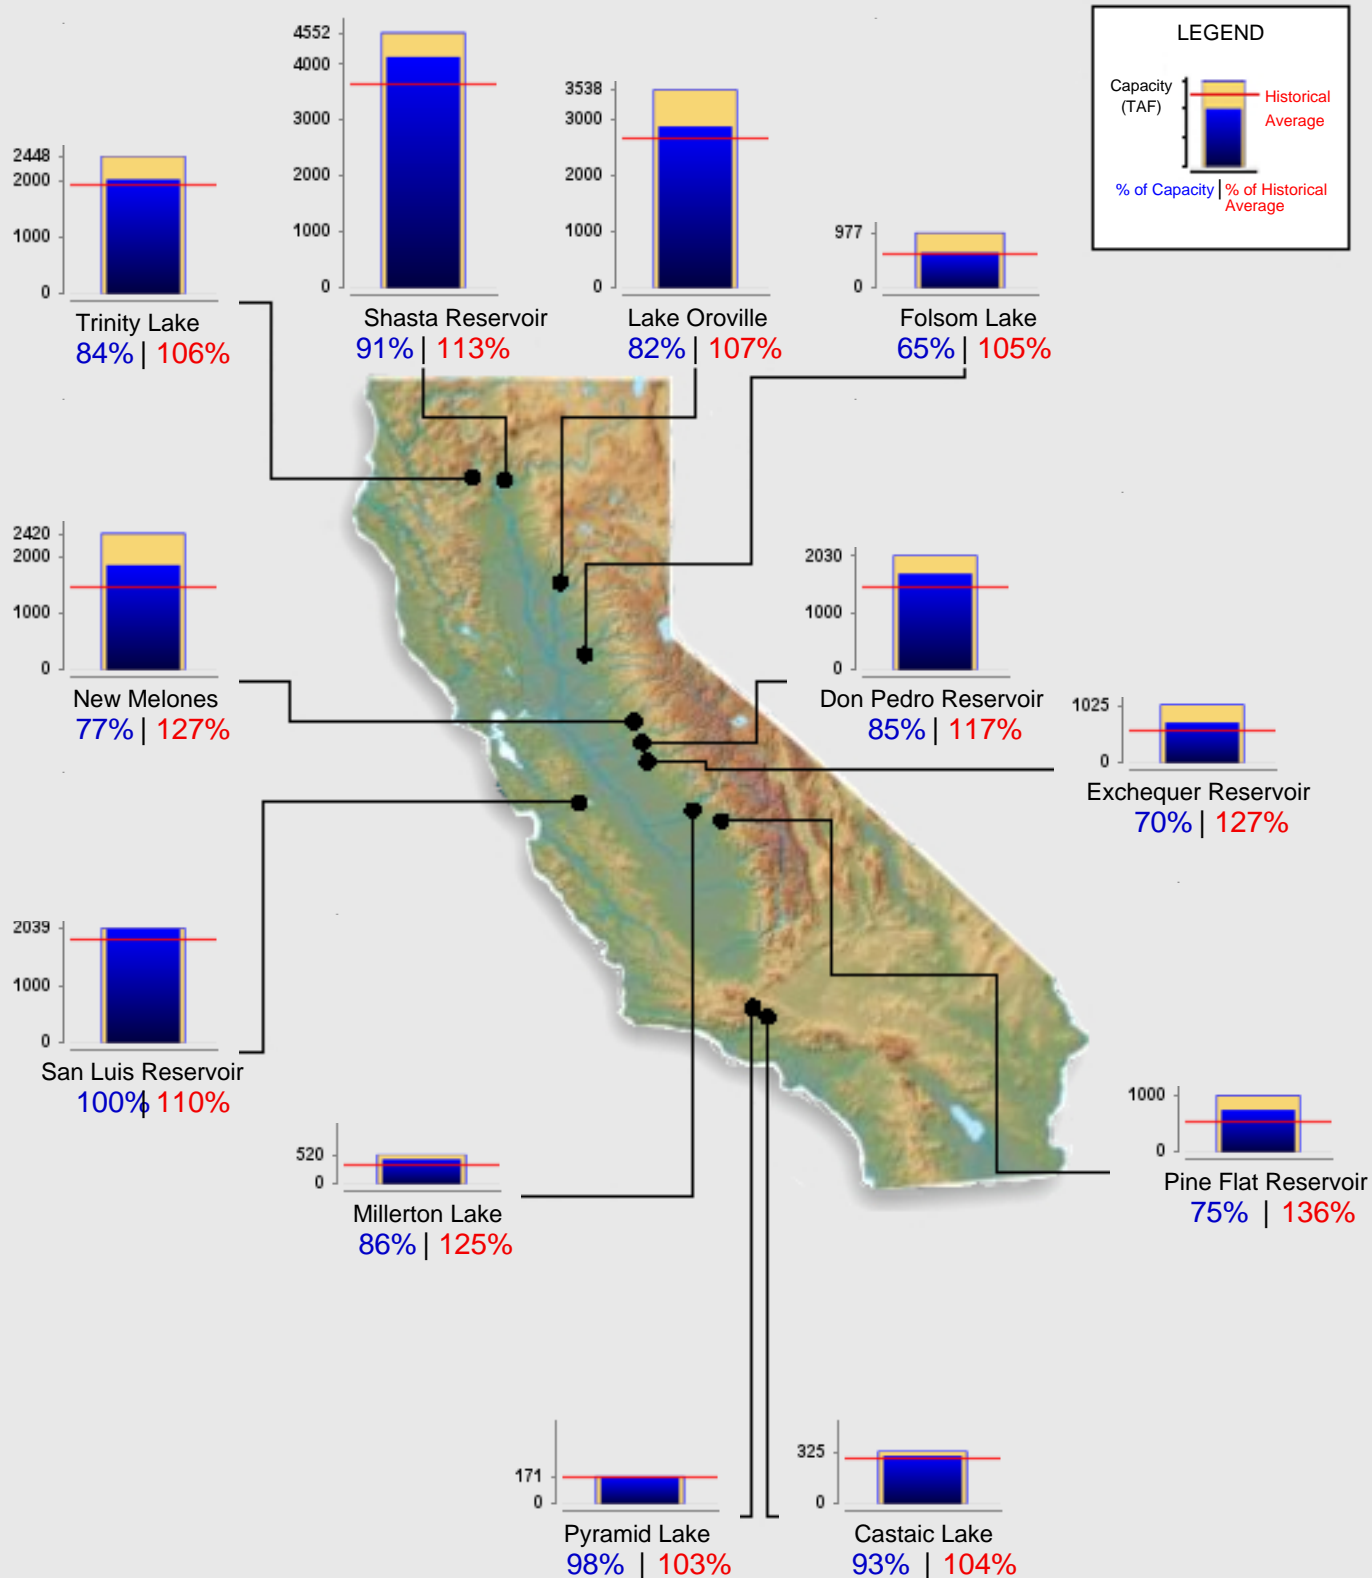 LEGEND
Capacity
(TAF)
Historical
Average
% of Capacity | % of Historical
Average
2448
2000
1000
0
Trinity Lake
84% | 106%
4552
4000
3000
2000
1000
0
Shasta Reservoir
91% | 113%
3538
3000
2000
1000
0
Lake Oroville
82% | 107%
977
0
Folsom Lake
65% | 105%
2420
2000
1000
0
New Melones
77% | 127%
2030
1000
0
Don Pedro Reservoir
85% | 117%
1025
0
Exchequer Reservoir
70% | 127%
2039
1000
0
San Luis Reservoir
100% | 110%
520
0
Millerton Lake
86% | 125%
1000
0
Pine Flat Reservoir
75% | 136%
171
0
Pyramid Lake
98% | 103%
325
0
Castaic Lake
93% | 104%